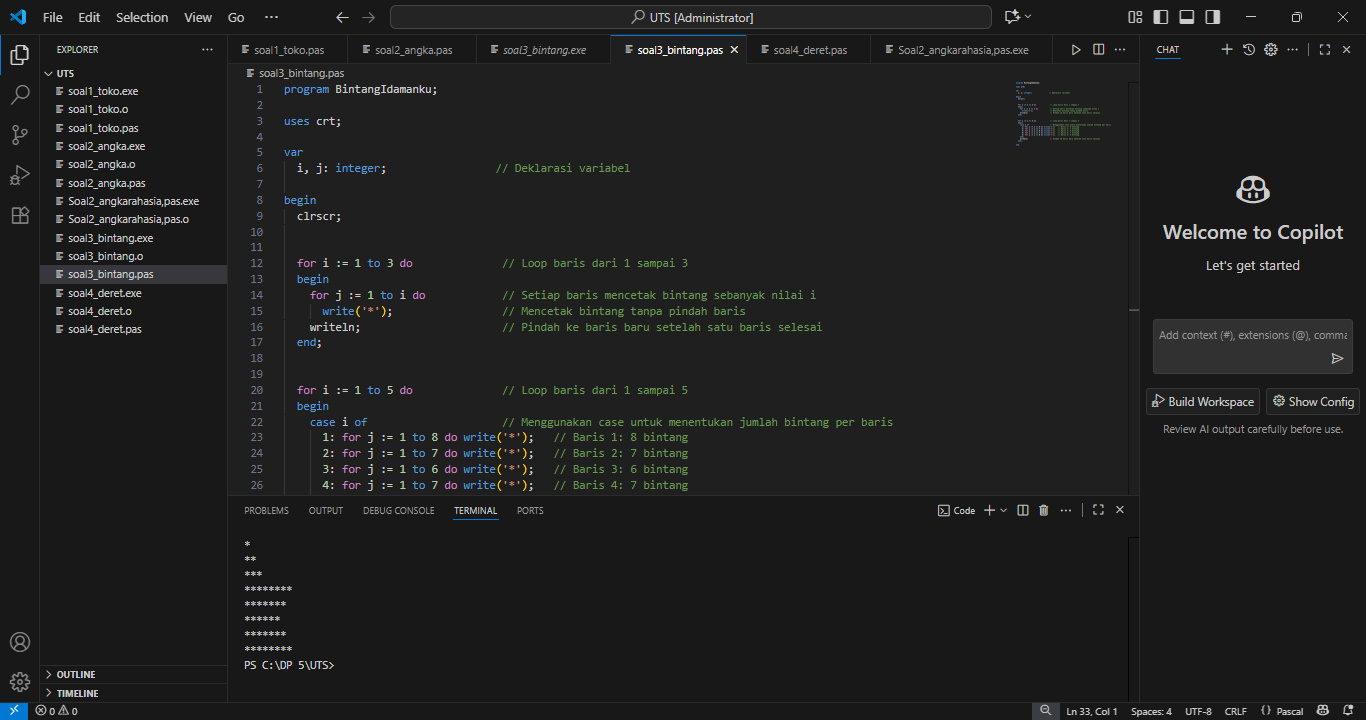 File Edit Selection View Go ··· UTS [Administrator]
EXPLORER ···
UTS
soal1_toko.exe
soal1_toko.o
soal1_toko.pas
soal2_angka.exe
soal2_angka.o
soal2_angka.pas
Soal2_angkarahasia,pas.exe
Soal2_angkarahasia,pas.o
soal3_bintang.exe
soal3_bintang.o
soal3_bintang.pas
soal4_deret.exe
soal4_deret.o
soal4_deret.pas
OUTLINE
TIMELINE
soal1_toko.pas soal2_angka.pas soal3_bintang.exe soal3_bintang.pas soal4_deret.pas Soal2_angkarahasia,pas.exe ···
soal3_bintang.pas
1 program BintangIdamanku;
2
3 uses crt;
4
5 var
6 i, j: integer; // Deklarasi variabel
7
8 begin
9 clrscr;
10
11
12 for i := 1 to 3 do // Loop baris dari 1 sampai 3
13 begin
14 for j := 1 to i do // Setiap baris mencetak bintang sebanyak nilai i
15 write('*'); // Mencetak bintang tanpa pindah baris
16 writeln; // Pindah ke baris baru setelah satu baris selesai
17 end;
18
19
20 for i := 1 to 5 do // Loop baris dari 1 sampai 5
21 begin
22 case i of // Menggunakan case untuk menentukan jumlah bintang per baris
23 1: for j := 1 to 8 do write('*'); // Baris 1: 8 bintang
24 2: for j := 1 to 7 do write('*'); // Baris 2: 7 bintang
25 3: for j := 1 to 6 do write('*'); // Baris 3: 6 bintang
26 4: for j := 1 to 7 do write('*'); // Baris 4: 7 bintang
PROBLEMS OUTPUT DEBUG CONSOLE TERMINAL PORTS Code ···
*
**
***
********
*******
******
*******
********
PS C:\DP 5\UTS>
CHAT ···
Welcome to Copilot
Let's get started
Add context (#), extensions (@), comma
Build Workspace Show Config
Review AI output carefully before use.
0 0 Ln 33, Col 1 Spaces: 4 UTF-8 CRLF {} Pascal